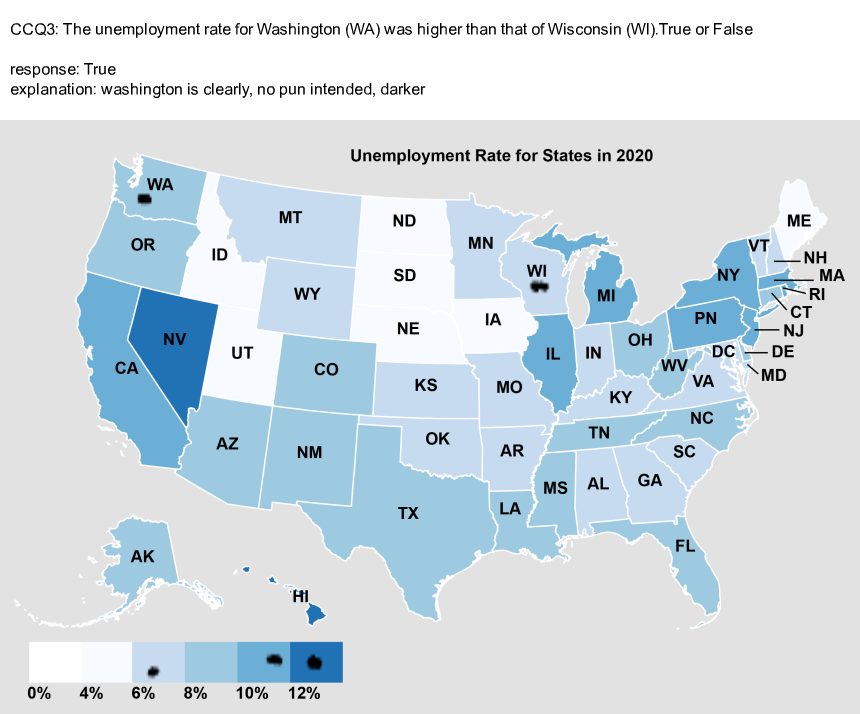 CCQ3: The unemployment rate for Washington (WA) was higher than that of Wisconsin (WI).True or False
response: True
explanation: washington is clearly, no pun intended, darker
Unemployment Rate for States in 2020
WA
MT
ND
ME
OR
ID
MN
VT
NH
SD
WI
NY
MA
WY
MI
RI
NE
IA
PN
CT
NV
UT
IL
IN
OH
NJ
CA
CO
DC
DE
WV
MD
KS
MO
VA
KY
AZ
NM
OK
TN
NC
AR
SC
TX
MS
AL
GA
LA
AK
FL
HI
0% 4% 6% 8% 10% 12%